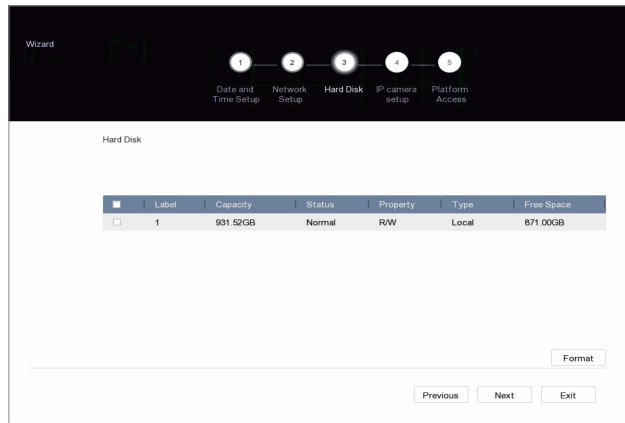 Wizard
1 2 3 4 5
Date and Time Setup Network Setup Hard Disk IP camera setup Platform Access
Hard Disk
Label Capacity Status Property Type Free Space
1 931.52GB Normal R/W Local 871.00GB
Format
Previous Next Exit